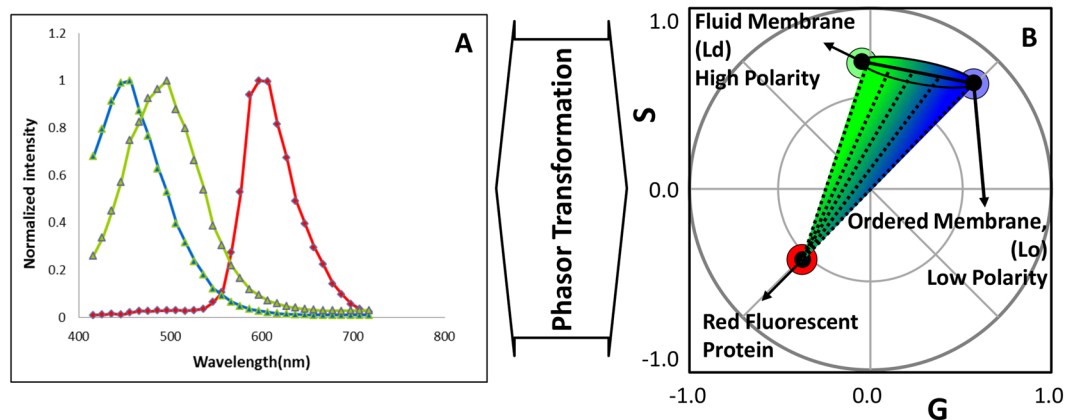 A
Normalized intensity
1.2
1
0.8
0.6
0.4
0.2
0
400
500
600
700
800
Wavelength(nm)
Phasor Transformation
B
1.0
Fluid Membrane
(Ld)
High Polarity
S
0.0
Ordered Membrane,
(Lo)
Low Polarity
Red Fluorescent
Protein
-1.0
-1.0
0.0
1.0
G